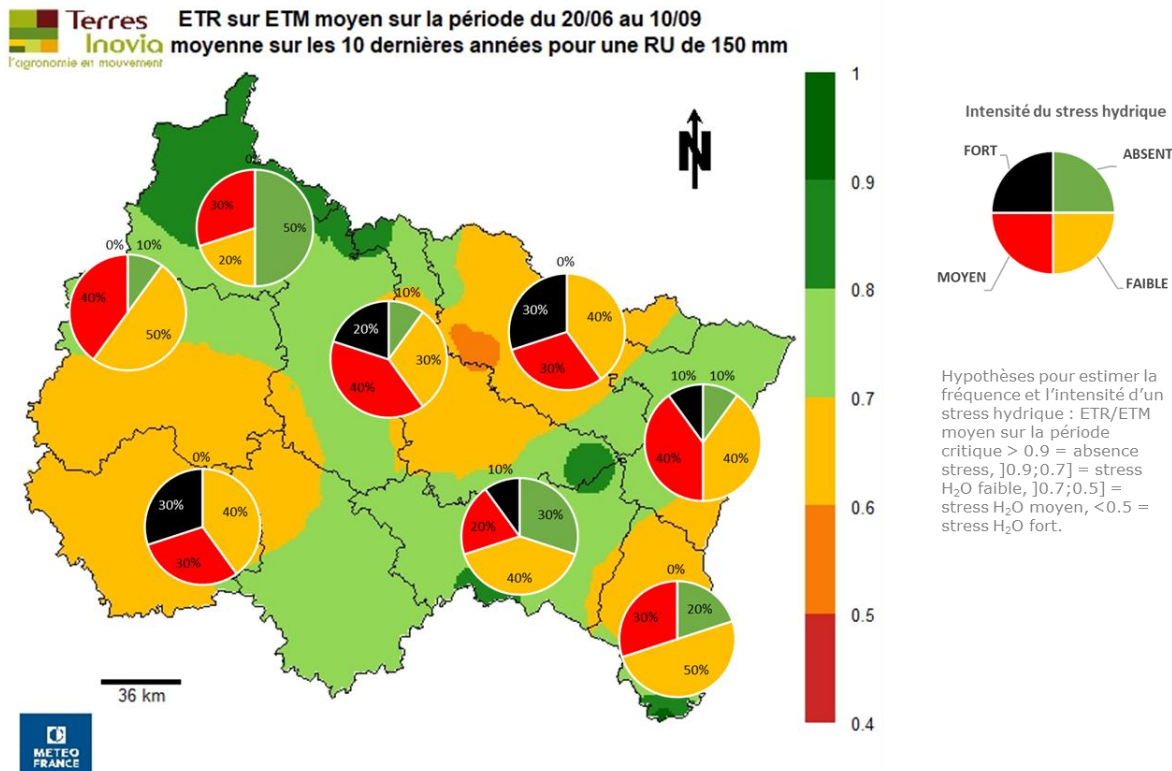 Terres
Inovia
l'agronomie en mouvement
ETR sur ETM moyen sur la période du 20/06 au 10/09
moyenne sur les 10 dernières années pour une RU de 150 mm
N
1
0.9
0.8
0.7
0.6
0.5
0.4
0%
30%
50%
20%
0%
10%
40%
50%
10%
20%
30%
40%
0%
30%
40%
30%
10%
10%
40%
40%
0%
30%
40%
30%
10%
30%
20%
40%
0%
30%
20%
50%
36 km
METEO
FRANCE
Intensité du stress hydrique
FORT
ABSENT
MOYEN
FAIBLE
Hypothèses pour estimer la
fréquence et l'intensité d'un
stress hydrique : ETR/ETM
moyen sur la période
critique > 0.9 = absence
stress, ]0.9;0.7] = stress
H₂O faible, ]0.7;0.5] =
stress H₂O moyen, <0.5 =
stress H₂O fort.